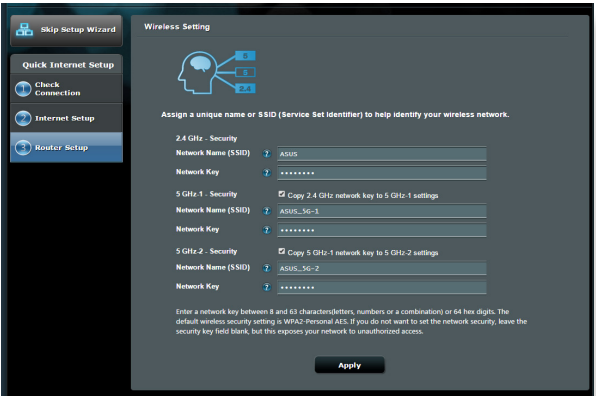 Skip Setup Wizard
Quick Internet Setup
1 Check
Connection
2 Internet Setup
3 Router Setup
Wireless Setting
5
5
2.4
Assign a unique name or SSID (Service Set Identifier) to help identify your wireless network.
2.4 GHz - Security
Network Name (SSID) ? ASUS
Network Key ? ••••••••
5 GHz-1 - Security Copy 2.4 GHz network key to 5 GHz-1 settings
Network Name (SSID) ? ASUS_5G-1
Network Key ? ••••••••
5 GHz-2 - Security Copy 5 GHz-1 network key to 5 GHz-2 settings
Network Name (SSID) ? ASUS_5G-2
Network Key ? ••••••••
Enter a network key between 8 and 63 characters(letters, numbers or a combination) or 64 hex digits. The
default wireless security setting is WPA2-Personal AES. If you do not want to set the network security, leave the
security key field blank, but this exposes your network to unauthorized access.
Apply